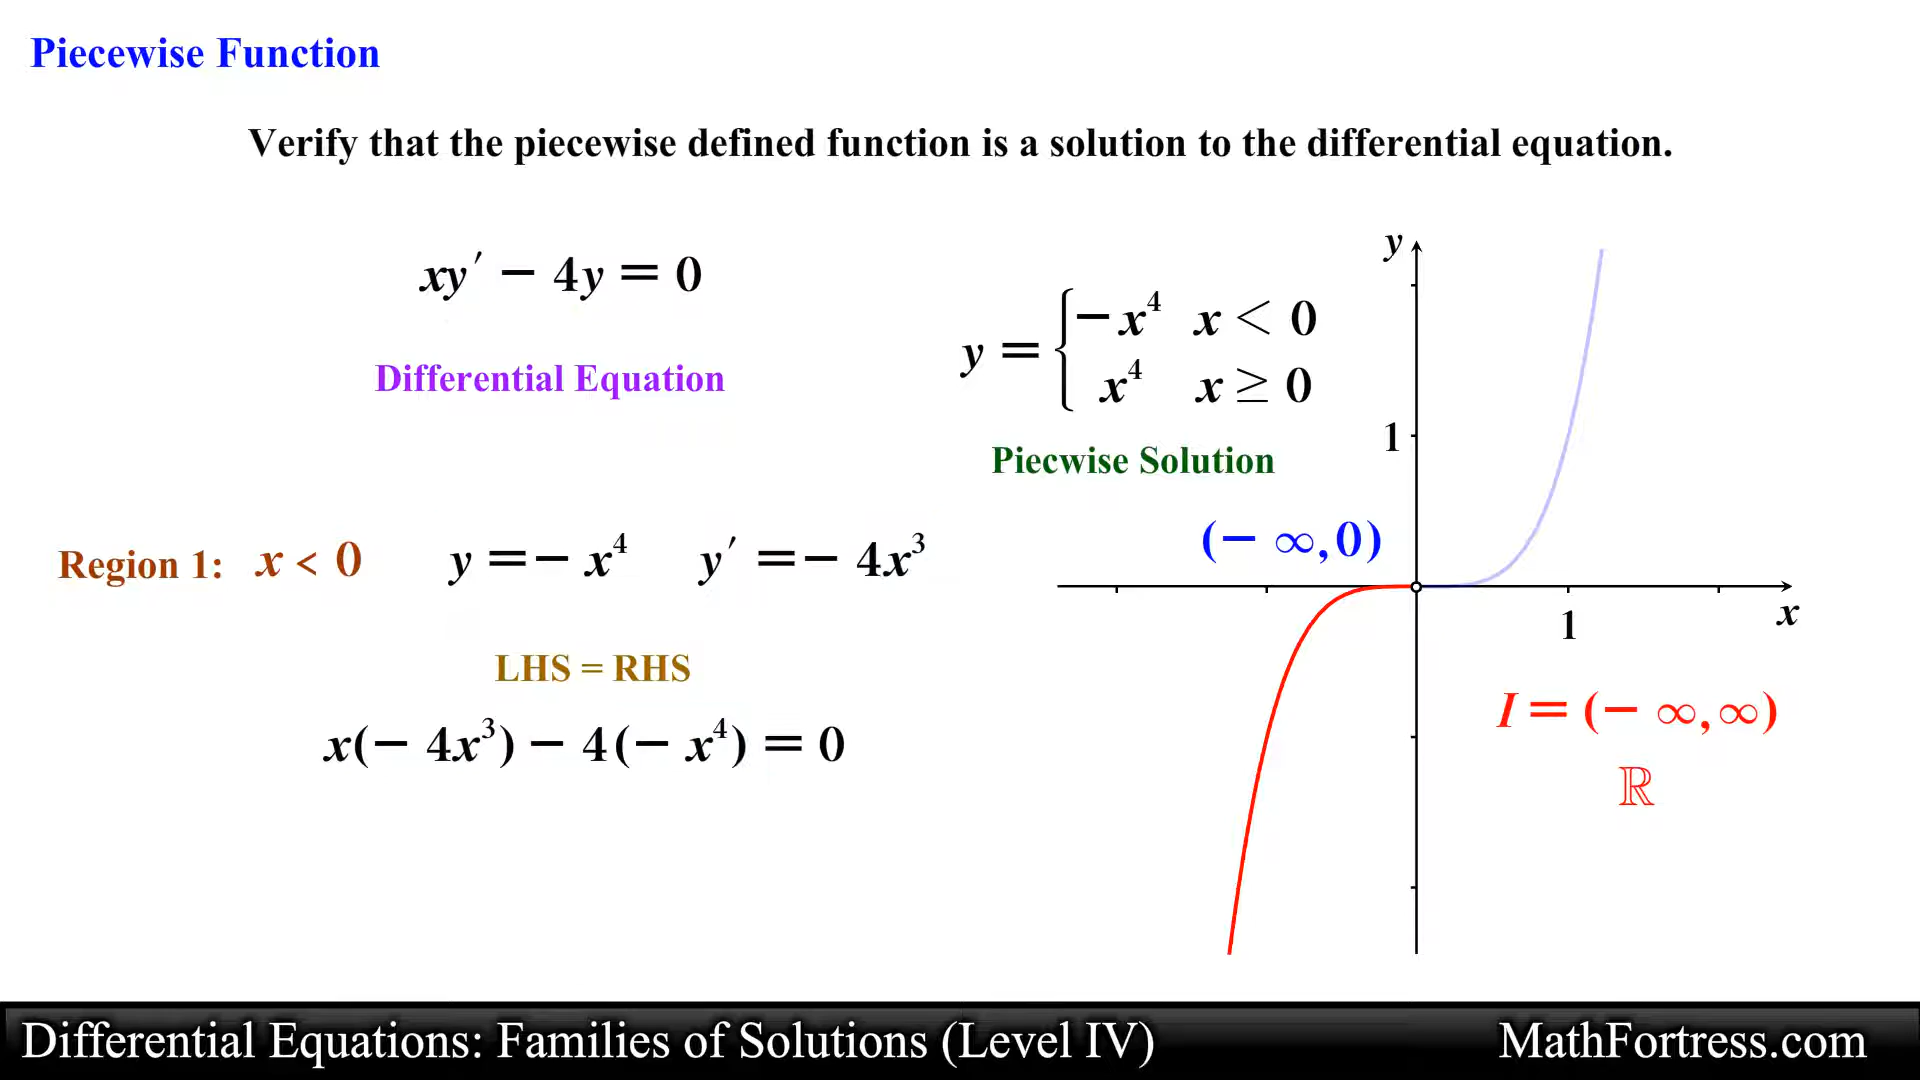 Piecewise Function
Verify that the piecewise defined function is a solution to the differential equation.
xy′ − 4y = 0
Differential Equation
y = { −x⁴ x < 0
x⁴ x ≥ 0
Piecwise Solution
y
1
(− ∞,0)
x
1
Region 1: x < 0 y = − x⁴ y′ = − 4x³
LHS = RHS
x(− 4x³) − 4(− x⁴) = 0
I = (− ∞,∞)
ℝ
Differential Equations: Families of Solutions (Level IV)
MathFortress.com